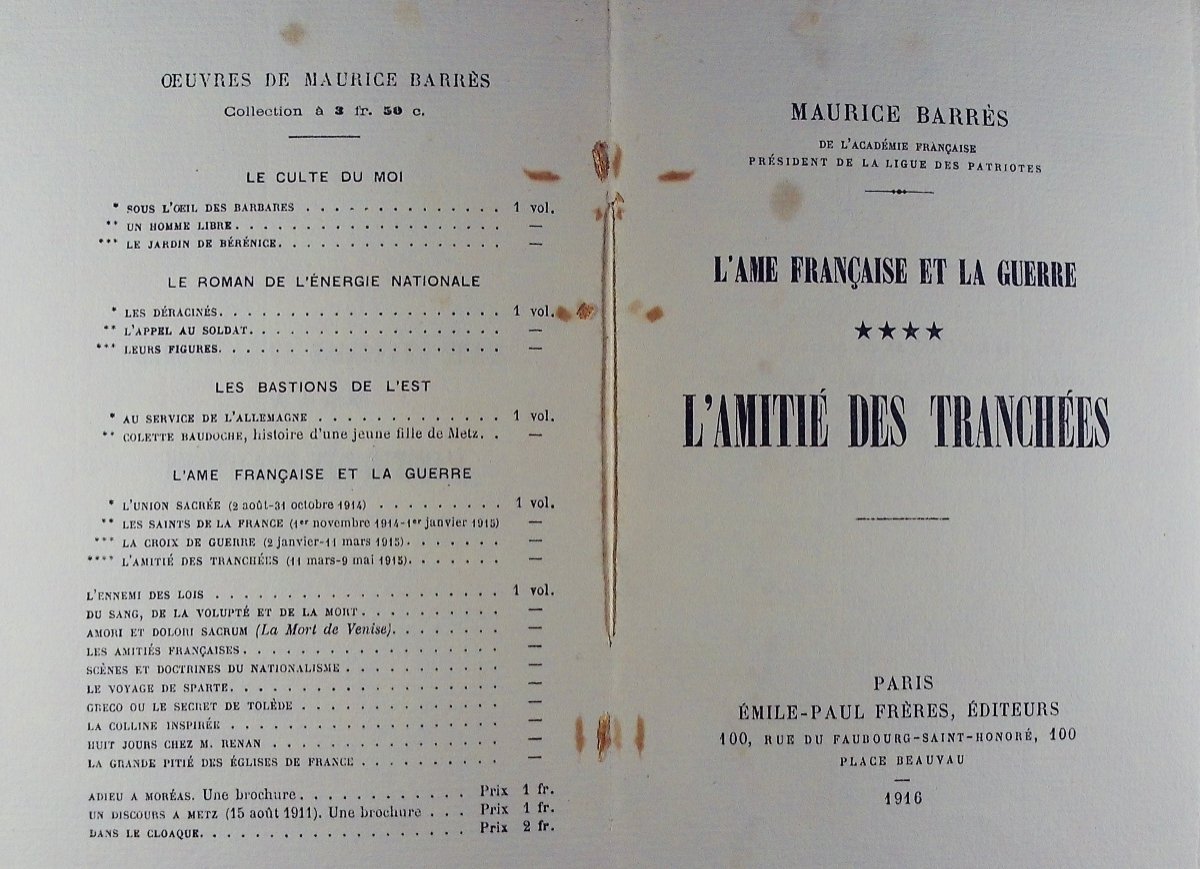 ŒUVRES DE MAURICE BARRÈS
Collection à 3 fr. 50 c.
LE CULTE DU MOI
* SOUS L'ŒIL DES BARBARES . . . . . . . . . . . . . . 1 vol.
** UN HOMME LIBRE. . . . . . . . . . . . . . . . . . . —
*** LE JARDIN DE BÉRÉNICE. . . . . . . . . . . . . . . . —
LE ROMAN DE L'ÉNERGIE NATIONALE
* LES DÉRACINÉS. . . . . . . . . . . . . . . . . . . . 1 vol.
** L'APPEL AU SOLDAT. . . . . . . . . . . . . . . . . . —
*** LEURS FIGURES. . . . . . . . . . . . . . . . . . . . —
LES BASTIONS DE L'EST
* AU SERVICE DE L'ALLEMAGNE . . . . . . . . . . . . . 1 vol.
** COLETTE BAUDOCHE, histoire d'une jeune fille de Metz. . —
L'AME FRANÇAISE ET LA GUERRE
* L'UNION SACRÉE (2 août-31 octobre 1914) . . . . . . . . . 1 vol.
** LES SAINTS DE LA FRANCE (1er novembre 1914-1er janvier 1915) —
*** LA CROIX DE GUERRE (2 janvier-11 mars 1915). . . . . . . —
**** L'AMITIÉ DES TRANCHÉES (11 mars-9 mai 1915). . . . . . . —
L'ENNEMI DES LOIS . . . . . . . . . . . . . . . . . . . . 1 vol.
DU SANG, DE LA VOLUPTÉ ET DE LA MORT. . . . . . . . . . —
AMORI ET DOLORI SACRUM (La Mort de Venise). . . . . . . . —
LES AMITIÉS FRANÇAISES. . . . . . . . . . . . . . . . . . —
SCÈNES ET DOCTRINES DU NATIONALISME . . . . . . . . . . . —
LE VOYAGE DE SPARTE. . . . . . . . . . . . . . . . . . . —
GRECO OU LE SECRET DE TOLÈDE . . . . . . . . . . . . . . —
LA COLLINE INSPIRÉE . . . . . . . . . . . . . . . . . . . —
HUIT JOURS CHEZ M. RENAN . . . . . . . . . . . . . . . . —
LA GRANDE PITIÉ DES ÉGLISES DE FRANCE . . . . . . . . . . —
ADIEU A MORÉAS. Une brochure. . . . . . . . . . . . . Prix 1 fr.
UN DISCOURS A METZ (15 août 1911). Une brochure . . . Prix 1 fr.
DANS LE CLOAQUE. . . . . . . . . . . . . . . . . . . Prix 2 fr.
MAURICE BARRÈS
DE L'ACADÉMIE FRANÇAISE
PRÉSIDENT DE LA LIGUE DES PATRIOTES
L'AME FRANÇAISE ET LA GUERRE
★★★★
L'AMITIÉ DES TRANCHÉES
PARIS
ÉMILE-PAUL FRÈRES, ÉDITEURS
100, RUE DU FAUBOURG-SAINT-HONORÉ, 100
PLACE BEAUVAU
1916